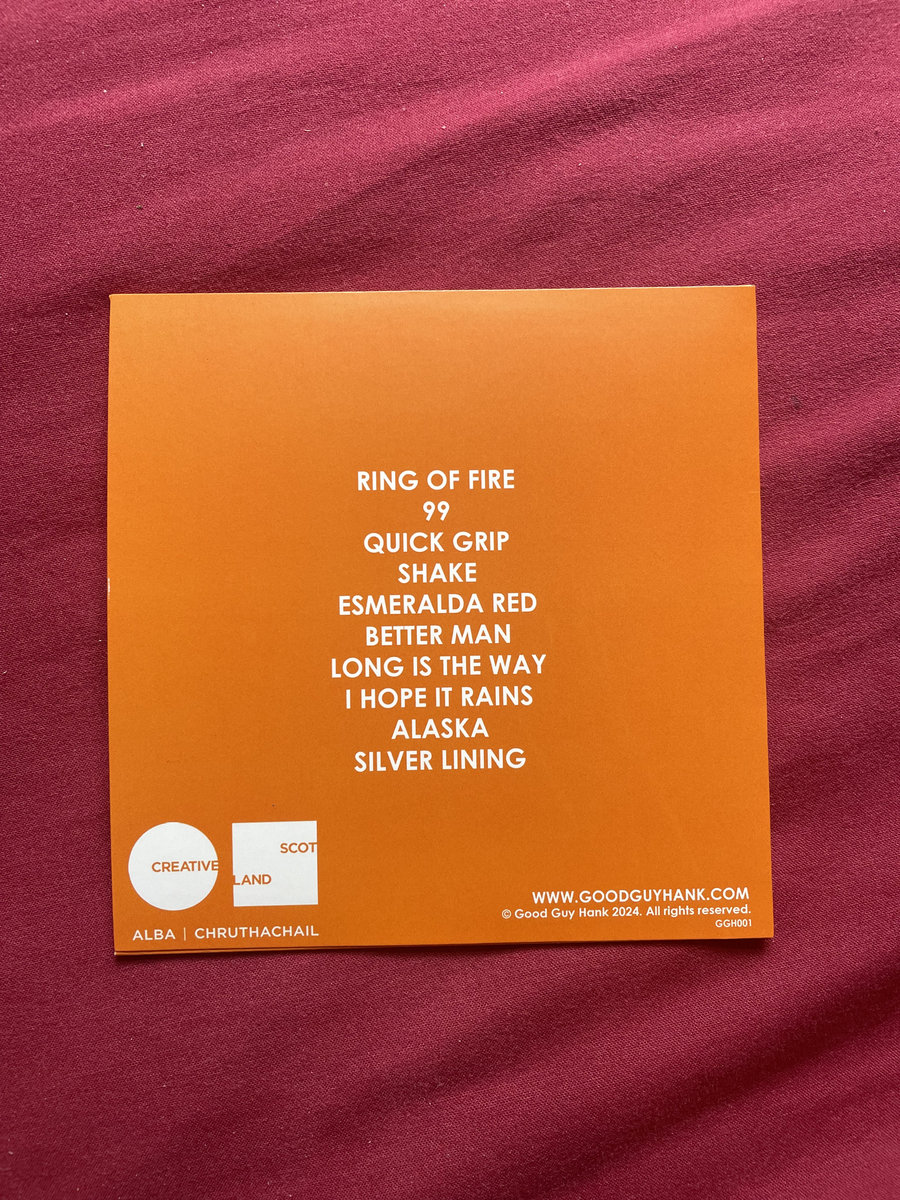 RING OF FIRE
99
QUICK GRIP
SHAKE
ESMERALDA RED
BETTER MAN
LONG IS THE WAY
I HOPE IT RAINS
ALASKA
SILVER LINING
CREATIVE
SCOT
LAND
ALBA | CHRUTHACHAIL
WWW.GOODGUYHANK.COM
© Good Guy Hank 2024. All rights reserved.
GGH001